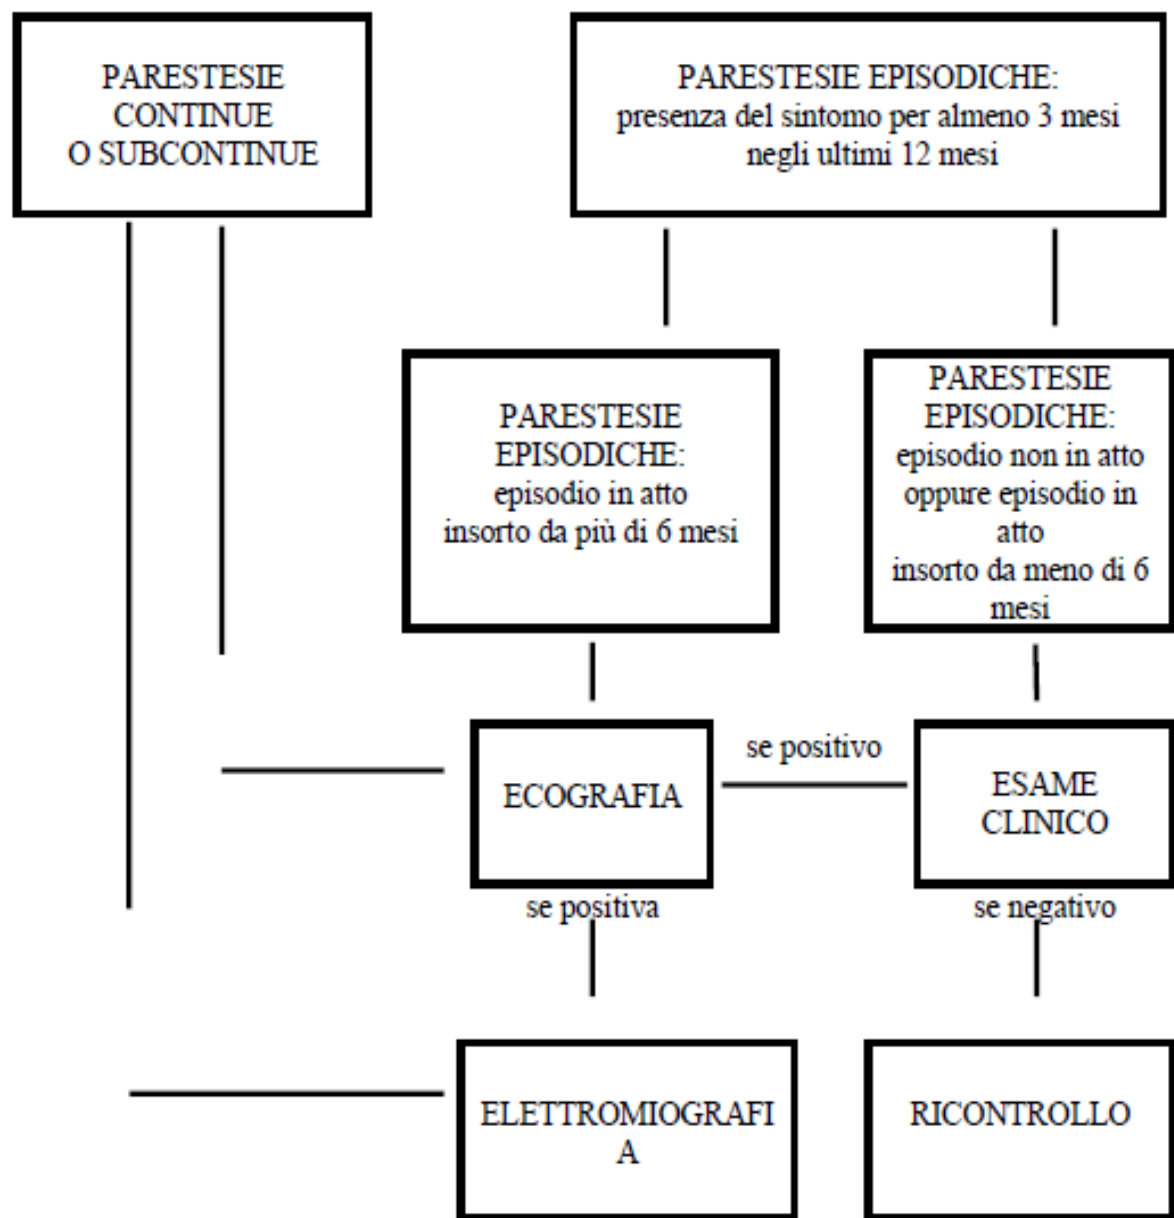 PARESTESIE
CONTINUE
O SUBCONTINUE
PARESTESIE EPISODICHE:
presenza del sintomo per almeno 3 mesi
negli ultimi 12 mesi
PARESTESIE
EPISODICHE:
episodio in atto
insorto da più di 6 mesi
PARESTESIE
EPISODICHE:
episodio non in atto
oppure episodio in
atto
insorto da meno di 6
mesi
ECOGRAFIA
se positivo
ESAME
CLINICO
se positiva
se negativo
ELETTROMIOGRAFI
A
RICONTROLLO